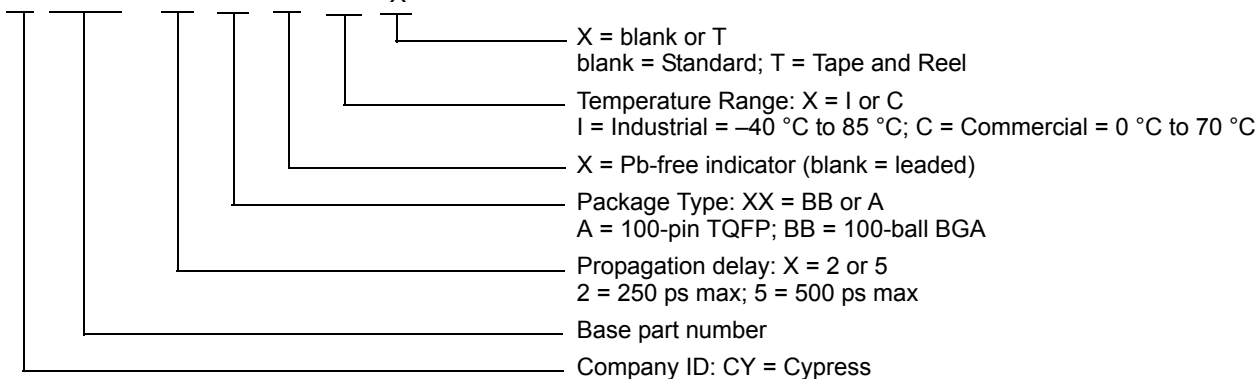 X = blank or T
blank = Standard; T = Tape and Reel
Temperature Range: X = I or C
I = Industrial = –40 °C to 85 °C; C = Commercial = 0 °C to 70 °C
X = Pb-free indicator (blank = leaded)
Package Type: XX = BB or A
A = 100-pin TQFP; BB = 100-ball BGA
Propagation delay: X = 2 or 5
2 = 250 ps max; 5 = 500 ps max
Base part number
Company ID: CY = Cypress